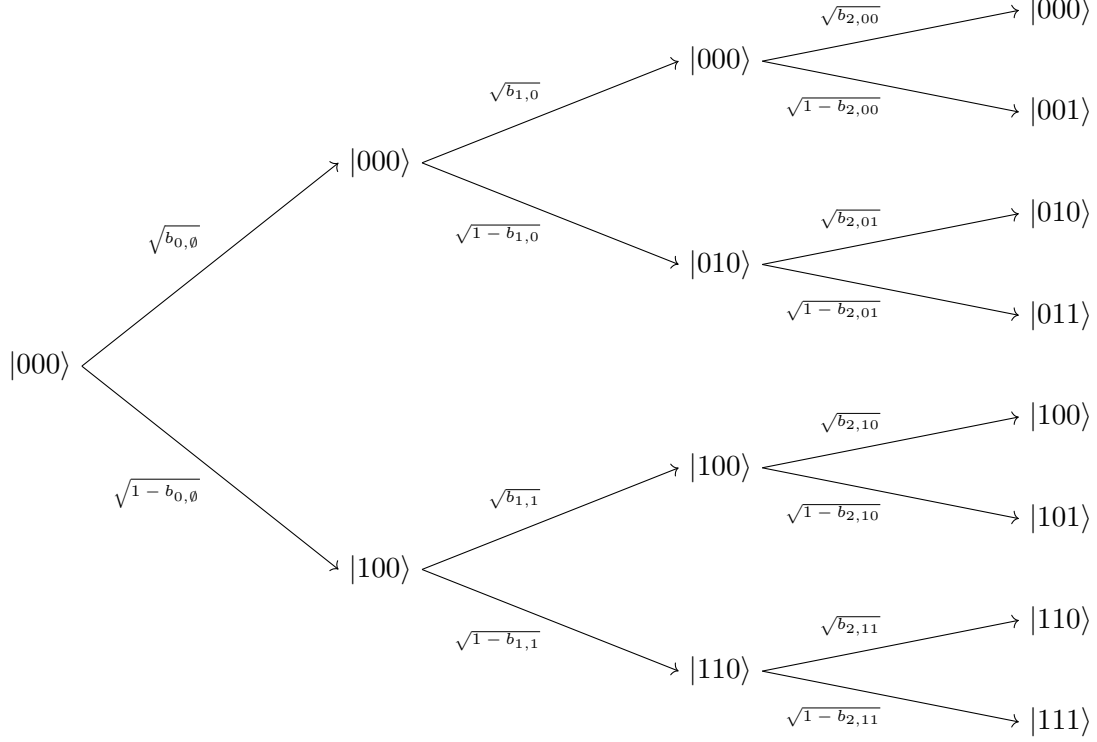 |000⟩
√b_{0,∅}
√1 − b_{0,∅}
|000⟩
|100⟩
√b_{1,0}
√1 − b_{1,0}
√b_{1,1}
√1 − b_{1,1}
|000⟩
|010⟩
|100⟩
|110⟩
√b_{2,00}
√1 − b_{2,00}
√b_{2,01}
√1 − b_{2,01}
√b_{2,10}
√1 − b_{2,10}
√b_{2,11}
√1 − b_{2,11}
|000⟩
|001⟩
|010⟩
|011⟩
|100⟩
|101⟩
|110⟩
|111⟩